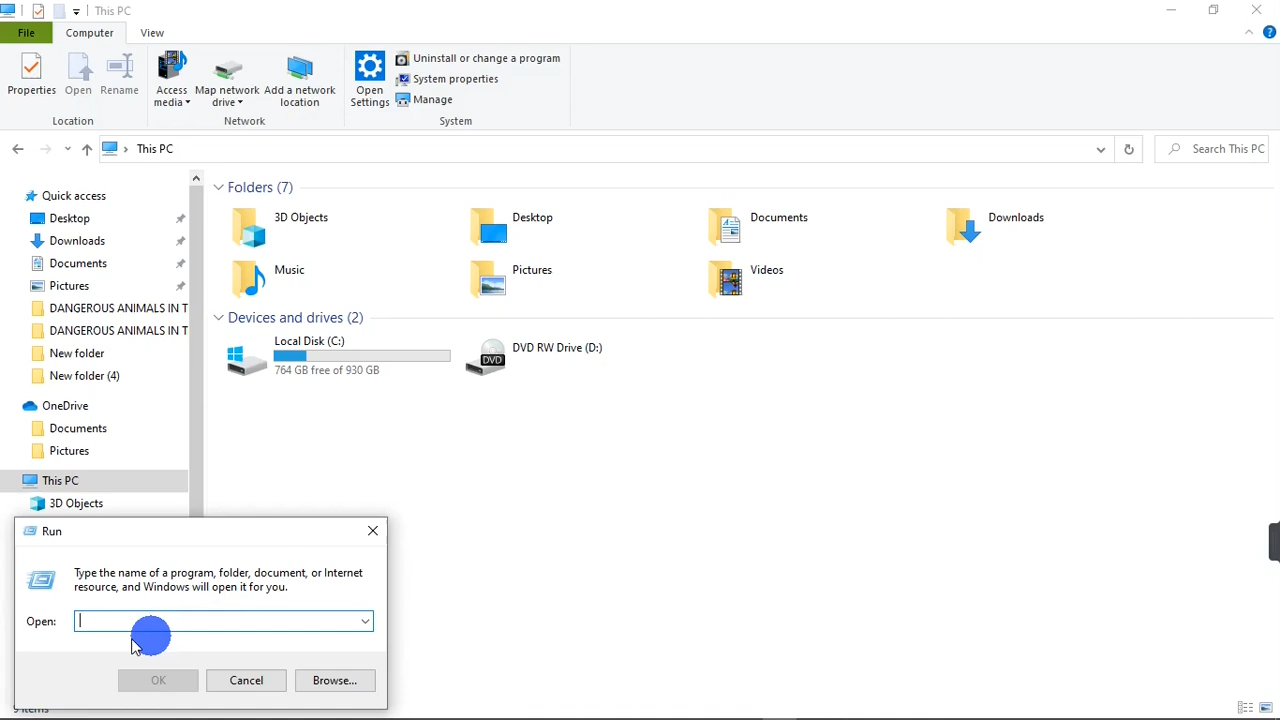 This PC
File
Computer
View
Properties
Open
Rename
Access media
Map network drive
Add a network location
Open Settings
Uninstall or change a program
System properties
Manage
Location
Network
System
This PC
Search This PC
Quick access
Desktop
Downloads
Documents
Pictures
DANGEROUS ANIMALS IN T
DANGEROUS ANIMALS IN T
New folder
New folder (4)
OneDrive
Documents
Pictures
This PC
3D Objects
Folders (7)
3D Objects
Desktop
Documents
Downloads
Music
Pictures
Videos
Devices and drives (2)
Local Disk (C:)
764 GB free of 930 GB
DVD
DVD RW Drive (D:)
Run
Type the name of a program, folder, document, or Internet
resource, and Windows will open it for you.
Open:
OK
Cancel
Browse...
9 items